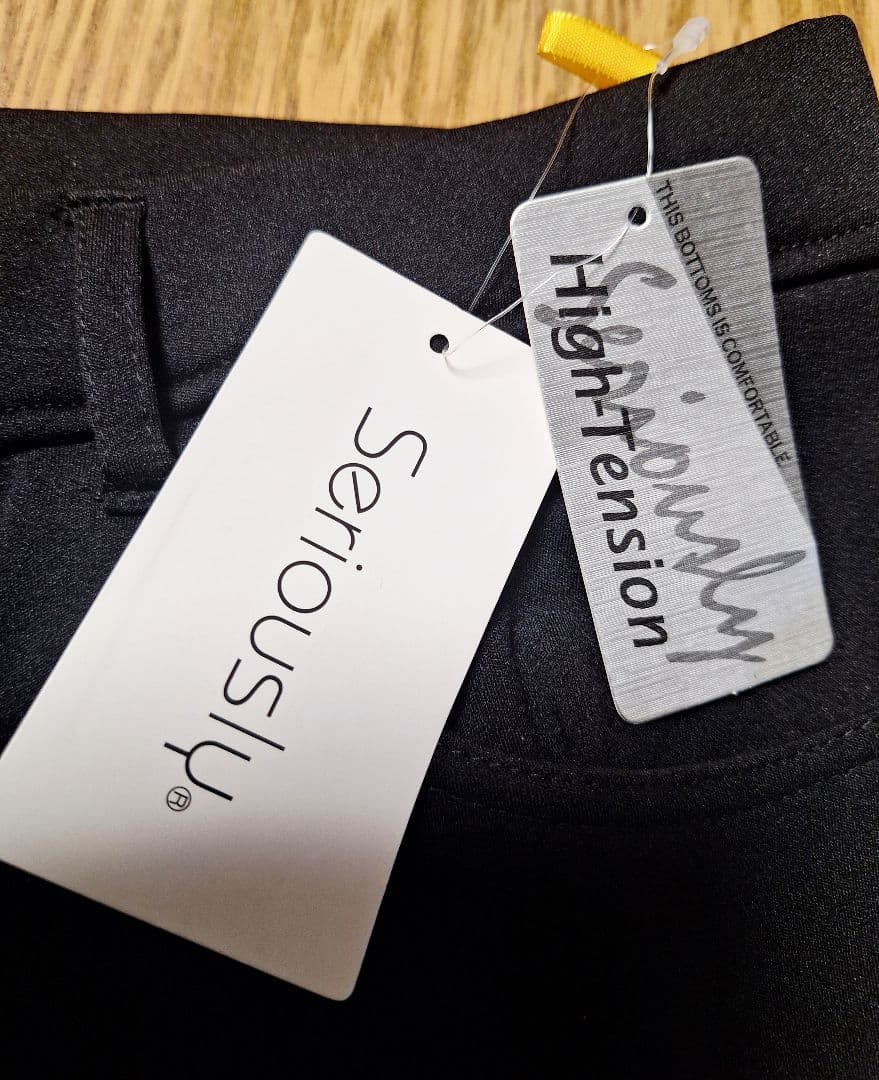 Seriously®
THIS BOTTOMS IS COMFORTABLE
Seriously
High-Tension